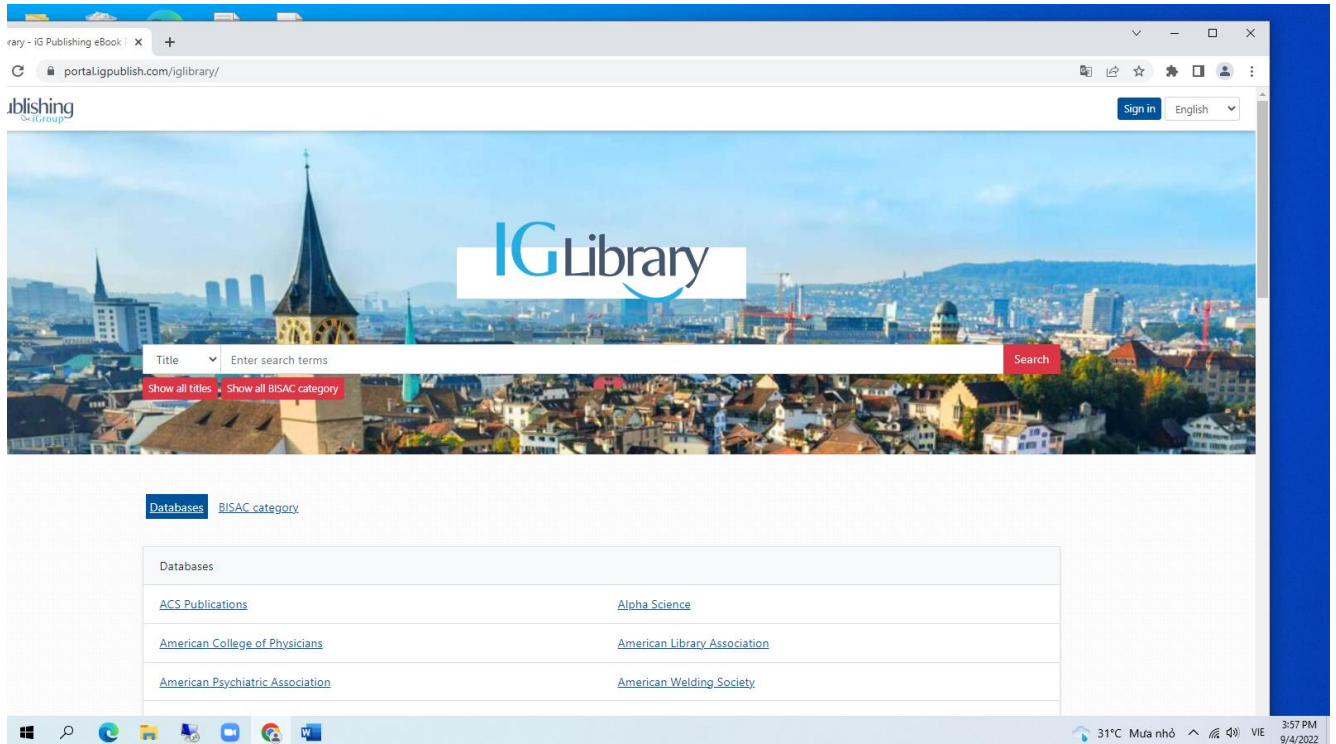 rary - iG Publishing eBook
portal.igpublish.com/iglibrary/
ublishing
iGroup
Sign in English
IGLibrary
Title Enter search terms Search
Show all titles Show all BISAC category
Databases BISAC category
Databases
ACS Publications Alpha Science
American College of Physicians American Library Association
American Psychiatric Association American Welding Society
31°C Mưa nhỏ VIE 3:57 PM
9/4/2022